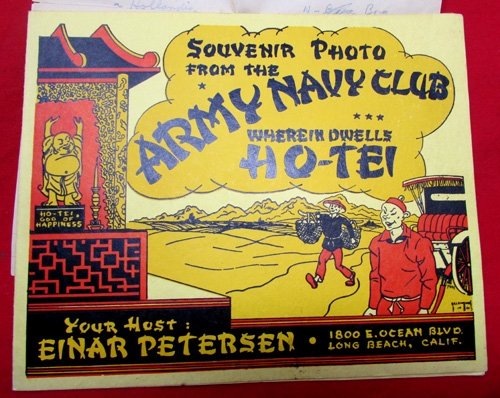 a Hollandia
Souvenir Photo
from the
Army Navy Club
wherein dwells
Ho-Tei
HO-TEI,
GOD OF
HAPPINESS
Your Host:
Einar Petersen • 1800 E. Ocean Blvd.
Long Beach, Calif.